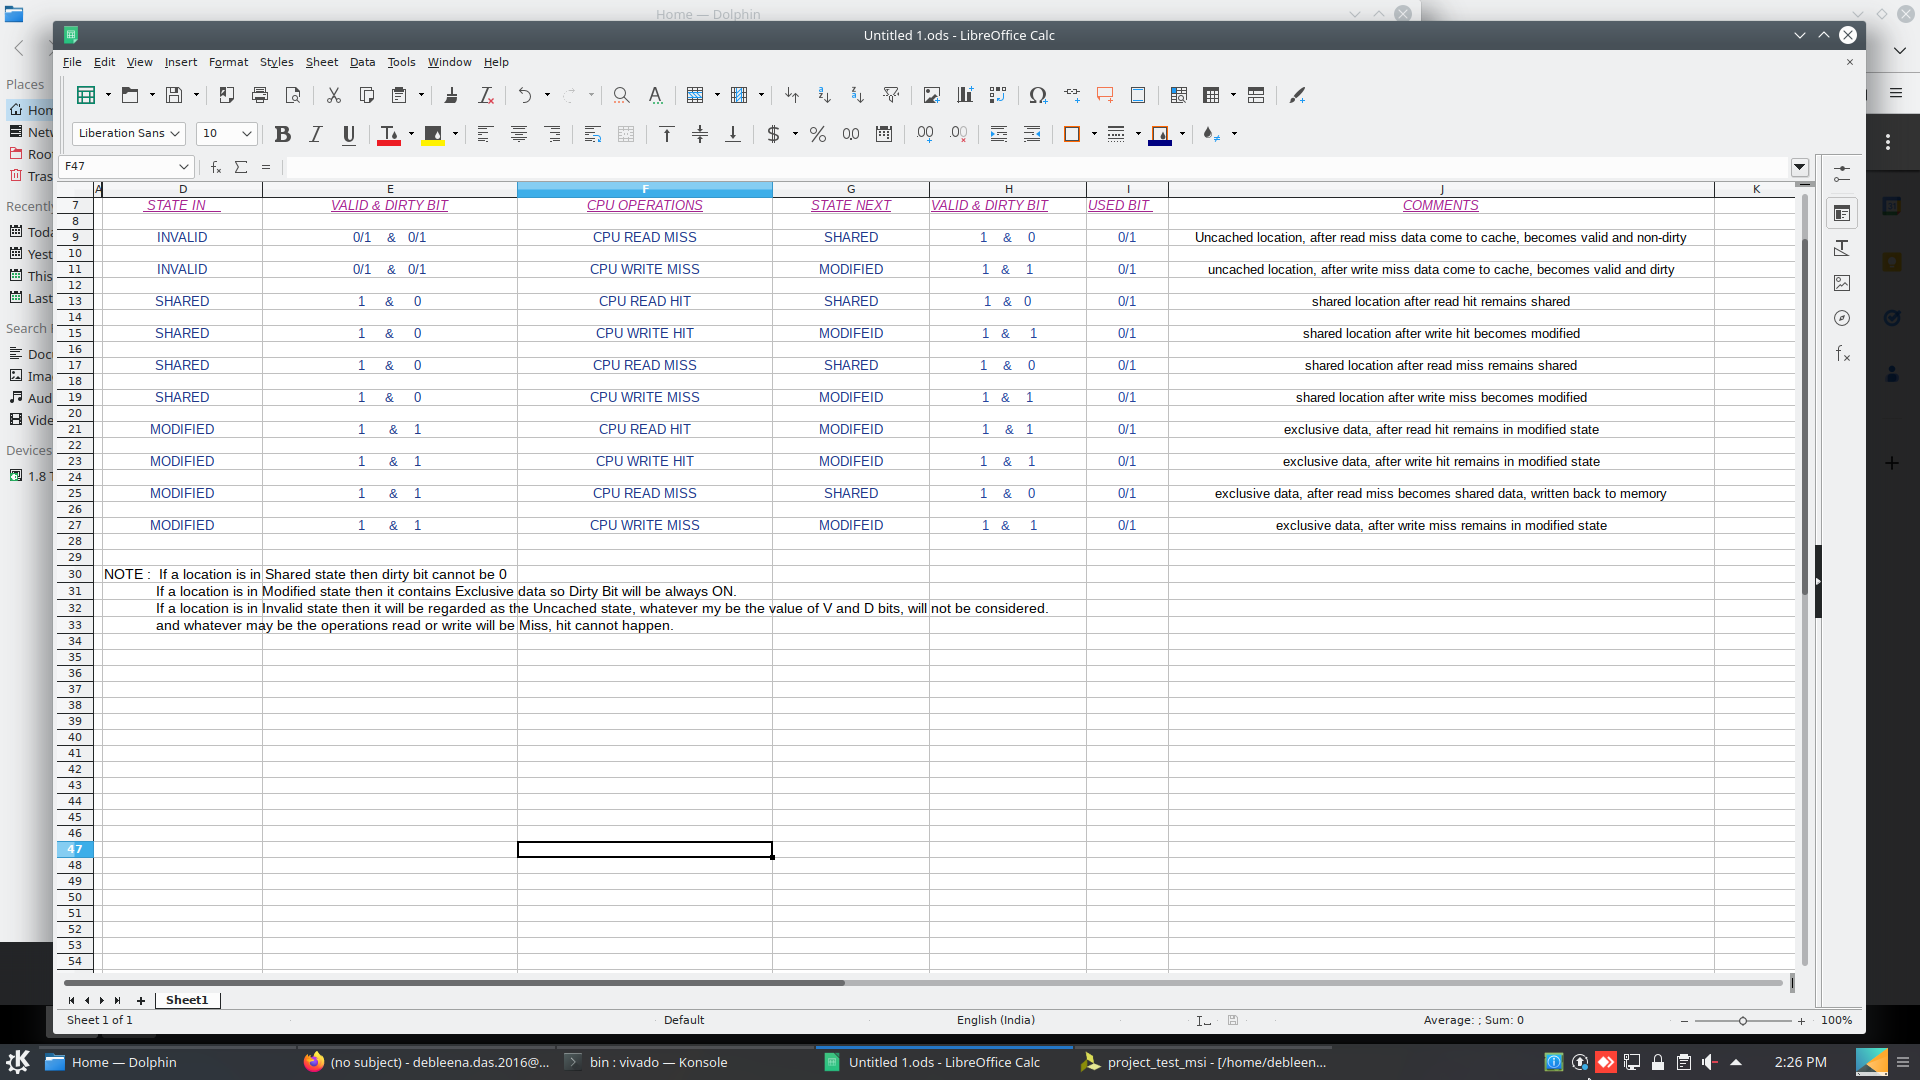 Home — Dolphin
Untitled 1.ods - LibreOffice Calc
File Edit View Insert Format Styles Sheet Data Tools Window Help
Liberation Sans 10
F47
Places
Home
Recently
Search
Devices
A D E F G H I J K
7 STATE IN VALID & DIRTY BIT CPU OPERATIONS STATE NEXT VALID & DIRTY BIT USED BIT COMMENTS
8
9 INVALID 0/1 & 0/1 CPU READ MISS SHARED 1 & 0 0/1 Uncached location, after read miss data come to cache, becomes valid and non-dirty
10
11 INVALID 0/1 & 0/1 CPU WRITE MISS MODIFIED 1 & 1 0/1 uncached location, after write miss data come to cache, becomes valid and dirty
12
13 SHARED 1 & 0 CPU READ HIT SHARED 1 & 0 0/1 shared location after read hit remains shared
14
15 SHARED 1 & 0 CPU WRITE HIT MODIFEID 1 & 1 0/1 shared location after write hit becomes modified
16
17 SHARED 1 & 0 CPU READ MISS SHARED 1 & 0 0/1 shared location after read miss remains shared
18
19 SHARED 1 & 0 CPU WRITE MISS MODIFEID 1 & 1 0/1 shared location after write miss becomes modified
20
21 MODIFIED 1 & 1 CPU READ HIT MODIFEID 1 & 1 0/1 exclusive data, after read hit remains in modified state
22
23 MODIFIED 1 & 1 CPU WRITE HIT MODIFEID 1 & 1 0/1 exclusive data, after write hit remains in modified state
24
25 MODIFIED 1 & 1 CPU READ MISS SHARED 1 & 0 0/1 exclusive data, after read miss becomes shared data, written back to memory
26
27 MODIFIED 1 & 1 CPU WRITE MISS MODIFEID 1 & 1 0/1 exclusive data, after write miss remains in modified state
28
29
30 NOTE : If a location is in Shared state then dirty bit cannot be 0
31 If a location is in Modified state then it contains Exclusive data so Dirty Bit will be always ON.
32 If a location is in Invalid state then it will be regarded as the Uncached state, whatever my be the value of V and D bits, will not be considered.
33 and whatever may be the operations read or write will be Miss, hit cannot happen.
34
35
36
37
38
39
40
41
42
43
44
45
46
47
48
49
50
51
52
53
54
Sheet1
Sheet 1 of 1 Default English (India) Average: ; Sum: 0 100%
Home — Dolphin (no subject) - debleena.das.2016@... bin : vivado — Konsole Untitled 1.ods - LibreOffice Calc project_test_msi - [/home/debleen... 2:26 PM